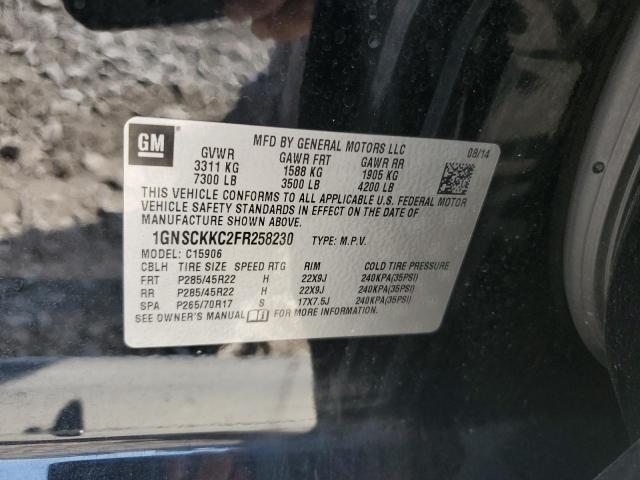 GM
MFD BY GENERAL MOTORS LLC
08/14
GVWR GAWR FRT GAWR RR
3311 KG 1588 KG 1905 KG
7300 LB 3500 LB 4200 LB
THIS VEHICLE CONFORMS TO ALL APPLICABLE U.S. FEDERAL MOTOR
VEHICLE SAFETY STANDARDS IN EFFECT ON THE DATE
OF MANUFACTURE SHOWN ABOVE.
1GNSCKKC2FR258230 TYPE: M.P.V.
MODEL: C15906
CBLH TIRE SIZE SPEED RTG RIM COLD TIRE PRESSURE
FRT P285/45R22 H 22X9J 240KPA(35PSI)
RR P285/45R22 H 22X9J 240KPA(35PSI)
SPA P265/70R17 S 17X7.5J 240KPA(35PSI)
SEE OWNER'S MANUAL FOR MORE INFORMATION.